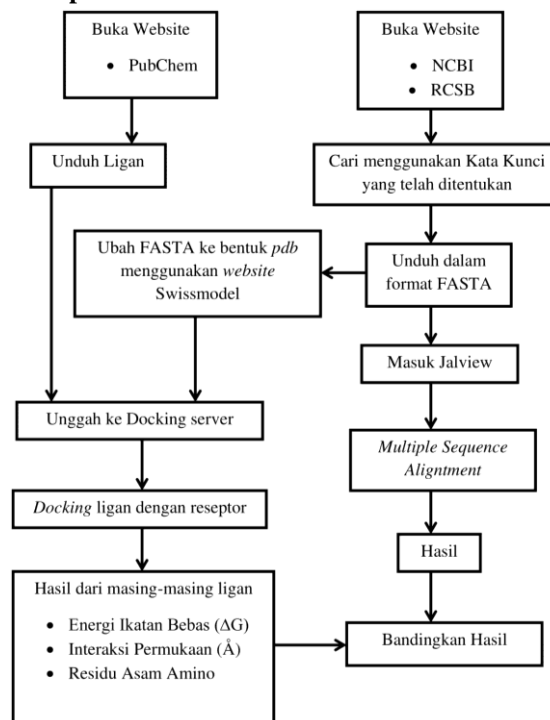 Buka Website
• PubChem
Buka Website
• NCBI
• RCSB
Unduh Ligan
Cari menggunakan Kata Kunci
yang telah ditentukan
Ubah FASTA ke bentuk pdb
menggunakan website
Swissmodel
Unduh dalam
format FASTA
Masuk Jalview
Unggah ke Docking server
Multiple Sequence
Aligntment
Docking ligan dengan reseptor
Hasil
Hasil dari masing-masing ligan
• Energi Ikatan Bebas (ΔG)
• Interaksi Permukaan (Å)
• Residu Asam Amino
Bandingkan Hasil